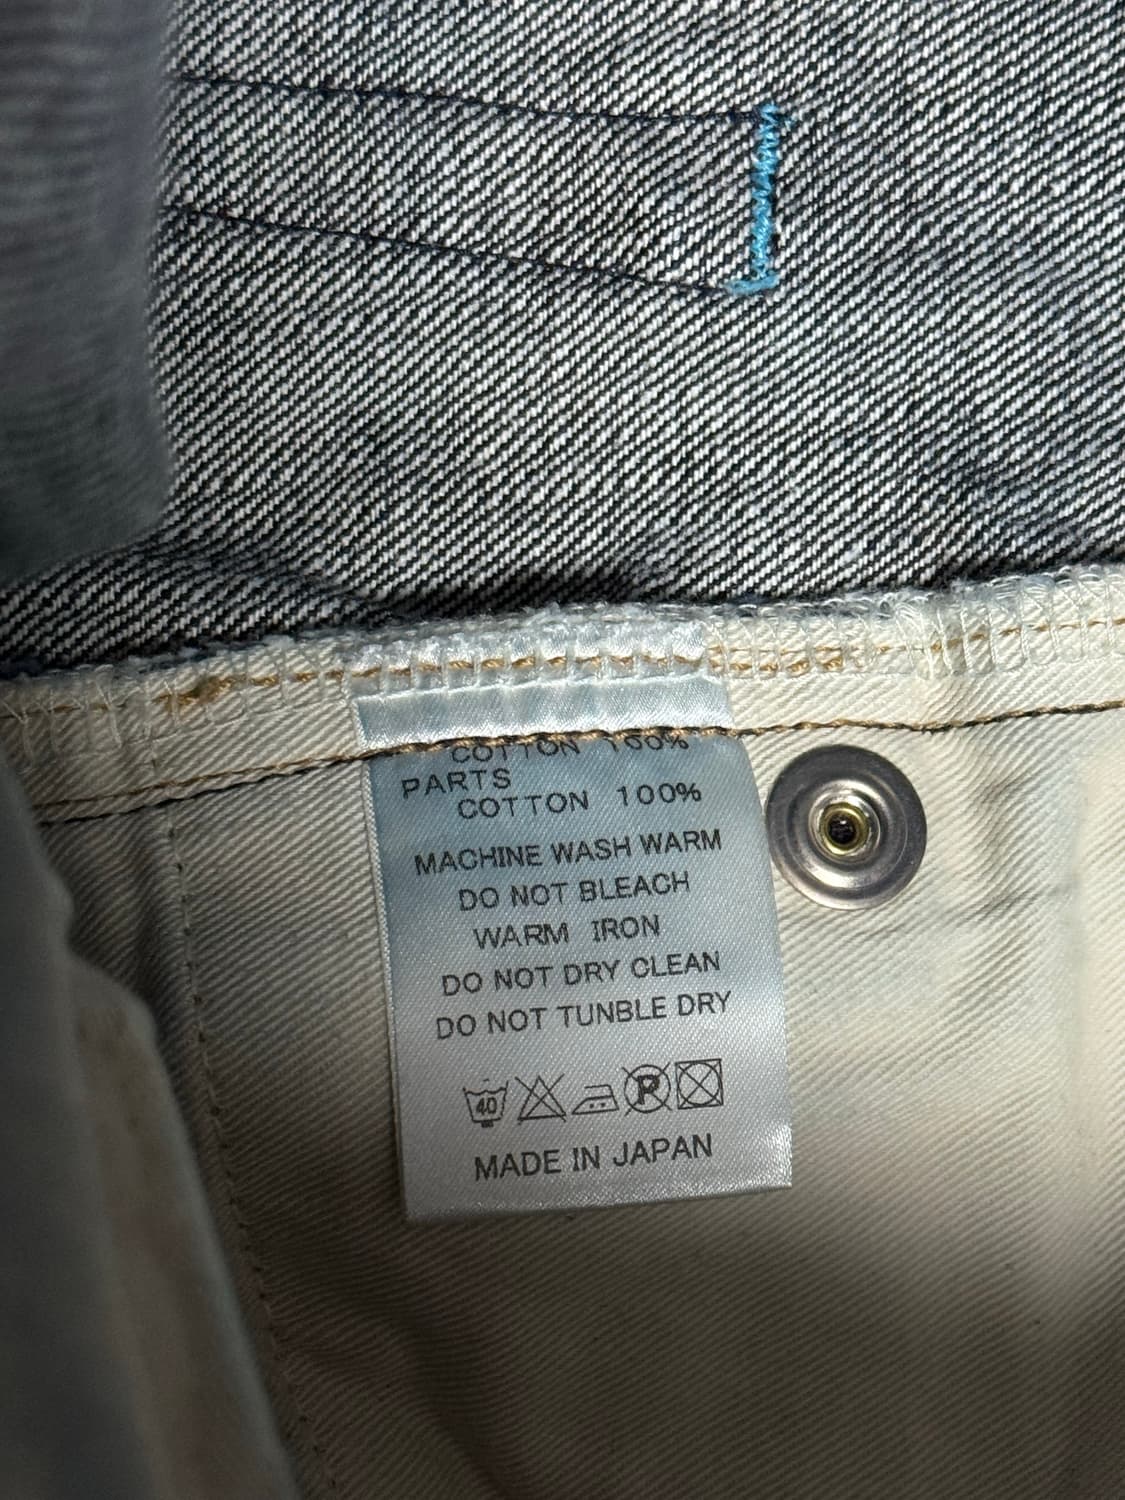 COTTON 100%
PARTS
COTTON 100%
MACHINE WASH WARM
DO NOT BLEACH
WARM IRON
DO NOT DRY CLEAN
DO NOT TUNBLE DRY
40 P
MADE IN JAPAN